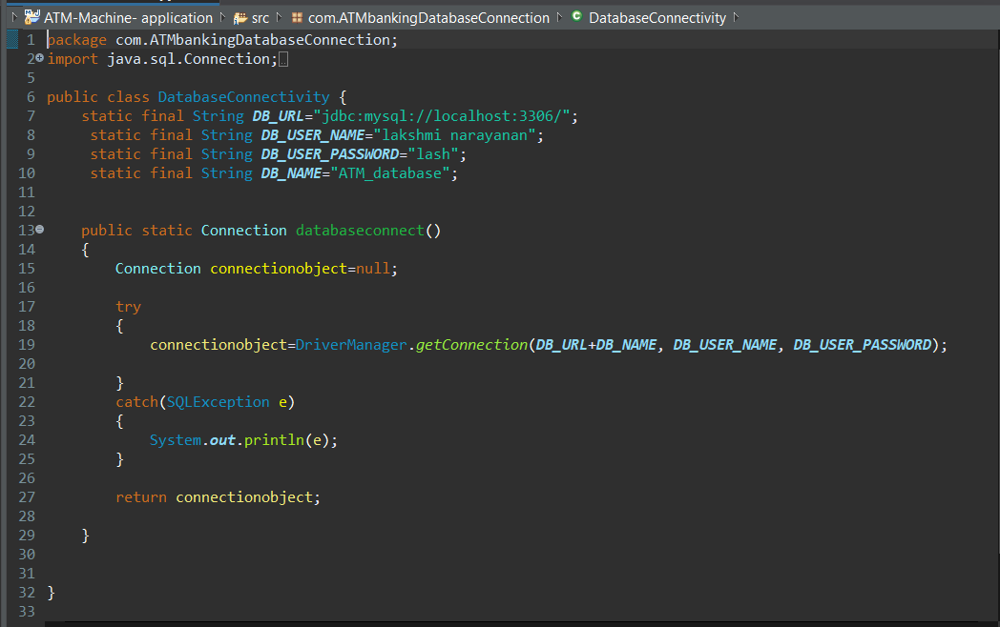 ATM-Machine- application src com.ATMbankingDatabaseConnection DatabaseConnectivity
1 package com.ATMbankingDatabaseConnection;
2 import java.sql.Connection;
5
6 public class DatabaseConnectivity {
7 static final String DB_URL="jdbc:mysql://localhost:3306/";
8 static final String DB_USER_NAME="lakshmi narayanan";
9 static final String DB_USER_PASSWORD="lash";
10 static final String DB_NAME="ATM_database";
11
12
13 public static Connection databaseconnect()
14 {
15 Connection connectionobject=null;
16
17 try
18 {
19 connectionobject=DriverManager.getConnection(DB_URL+DB_NAME, DB_USER_NAME, DB_USER_PASSWORD);
20
21 }
22 catch(SQLException e)
23 {
24 System.out.println(e);
25 }
26
27 return connectionobject;
28
29 }
30
31
32 }
33